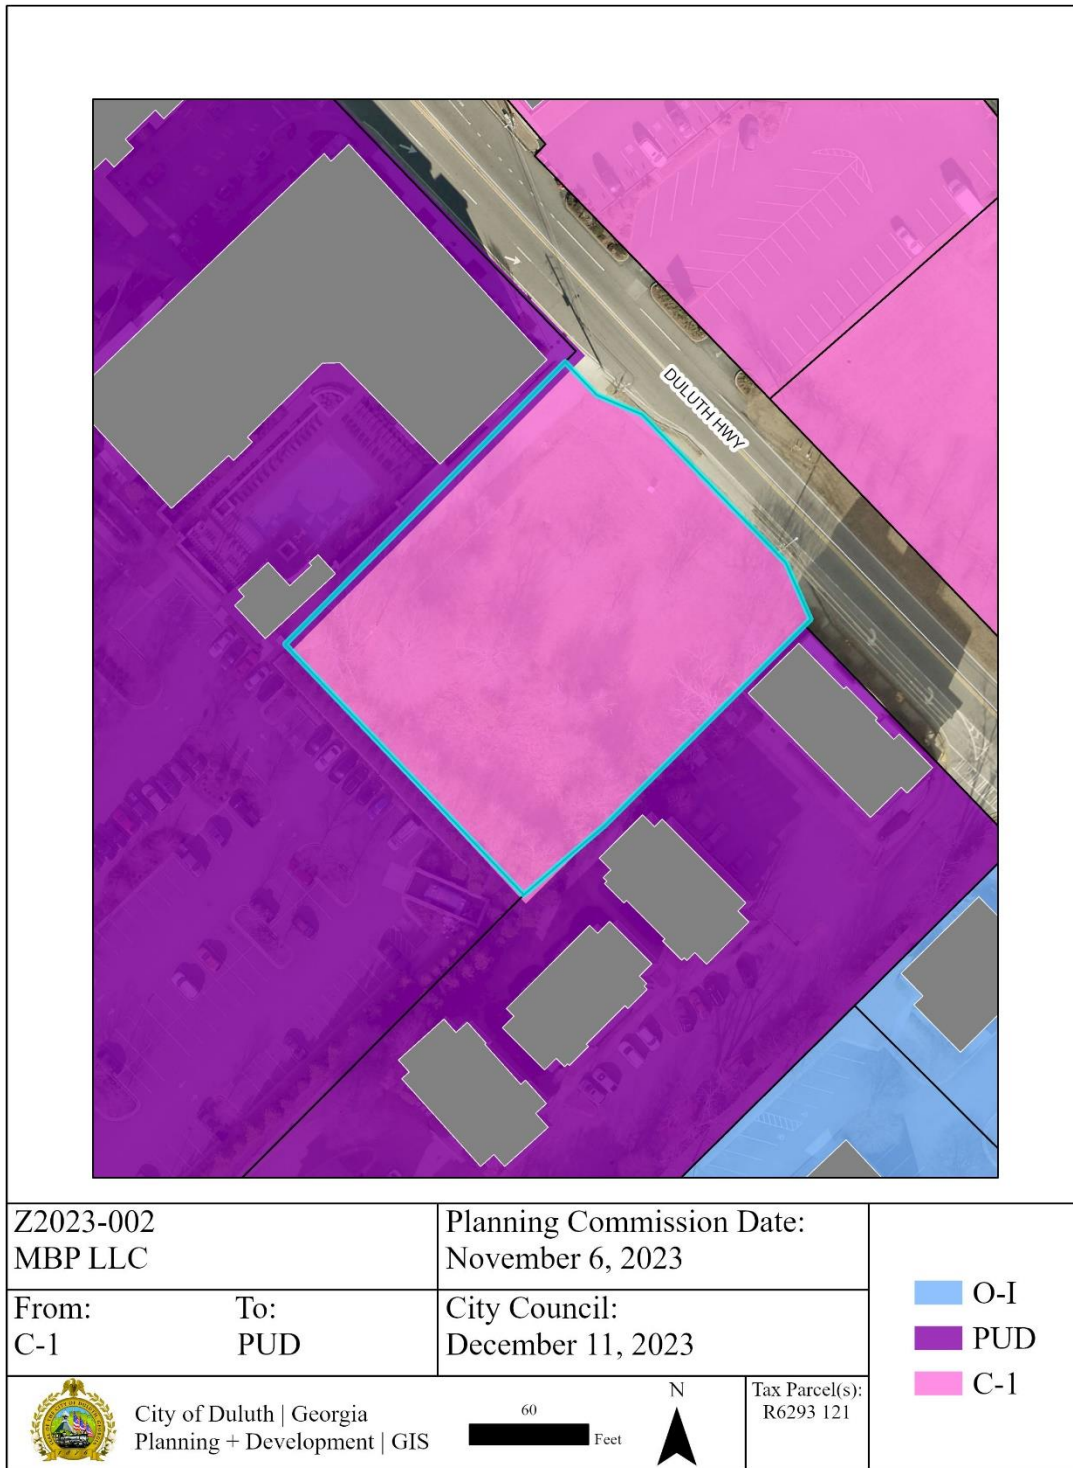 DULUTH HWY
Z2023-002
MBP LLC
Planning Commission Date:
November 6, 2023
From: To:
C-1 PUD
City Council:
December 11, 2023
O-I
PUD
C-1
City of Duluth | Georgia
Planning + Development | GIS
60
Feet
N
Tax Parcel(s):
R6293 121